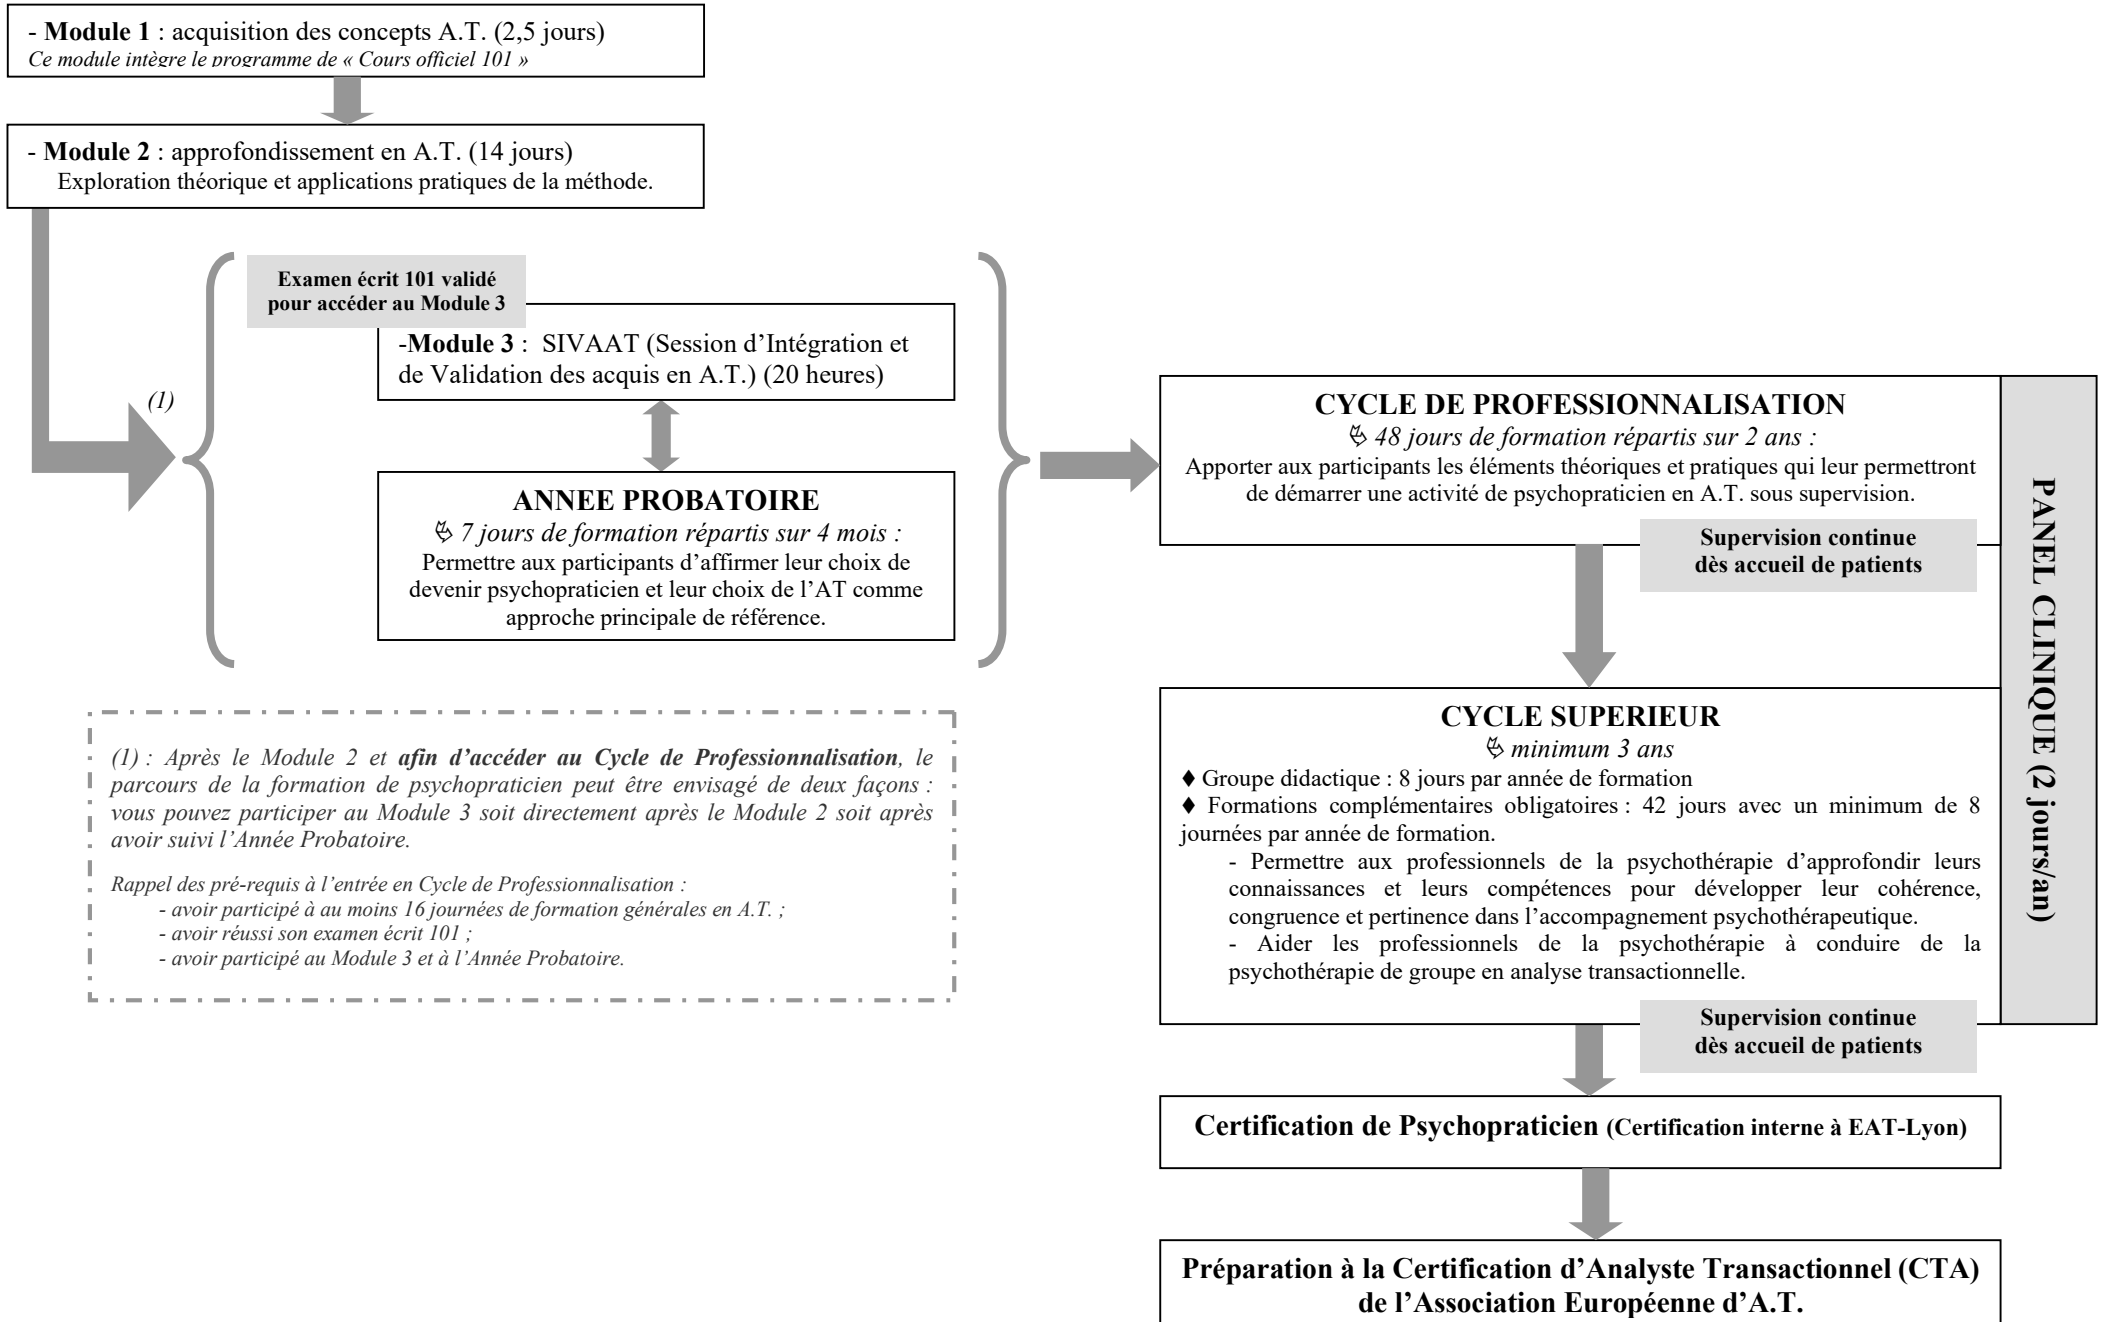 - Module 1 : acquisition des concepts A.T. (2,5 jours)
Ce module intègre le programme de « Cours officiel 101 »
- Module 2 : approfondissement en A.T. (14 jours)
Exploration théorique et applications pratiques de la méthode.
(1)
Examen écrit 101 validé
pour accéder au Module 3
-Module 3 : SIVAAT (Session d’Intégration et
de Validation des acquis en A.T.) (20 heures)
ANNEE PROBATOIRE
7 jours de formation répartis sur 4 mois :
Permettre aux participants d’affirmer leur choix de
devenir psychopraticien et leur choix de l’AT comme
approche principale de référence.
(1) : Après le Module 2 et afin d’accéder au Cycle de Professionnalisation, le
parcours de la formation de psychopraticien peut être envisagé de deux façons :
vous pouvez participer au Module 3 soit directement après le Module 2 soit après
avoir suivi l’Année Probatoire.
Rappel des pré-requis à l’entrée en Cycle de Professionnalisation :
- avoir participé à au moins 16 journées de formation générales en A.T. ;
- avoir réussi son examen écrit 101 ;
- avoir participé au Module 3 et à l’Année Probatoire.
CYCLE DE PROFESSIONNALISATION
48 jours de formation répartis sur 2 ans :
Apporter aux participants les éléments théoriques et pratiques qui leur permettront
de démarrer une activité de psychopraticien en A.T. sous supervision.
Supervision continue
dès accueil de patients
CYCLE SUPERIEUR
minimum 3 ans
♦ Groupe didactique : 8 jours par année de formation
♦ Formations complémentaires obligatoires : 42 jours avec un minimum de 8
journées par année de formation.
- Permettre aux professionnels de la psychothérapie d’approfondir leurs
connaissances et leurs compétences pour développer leur cohérence,
congruence et pertinence dans l’accompagnement psychothérapeutique.
- Aider les professionnels de la psychothérapie à conduire de la
psychothérapie de groupe en analyse transactionnelle.
Supervision continue
dès accueil de patients
PANEL CLINIQUE (2 jours/an)
Certification de Psychopraticien (Certification interne à EAT-Lyon)
Préparation à la Certification d’Analyste Transactionnel (CTA)
de l’Association Européenne d’A.T.